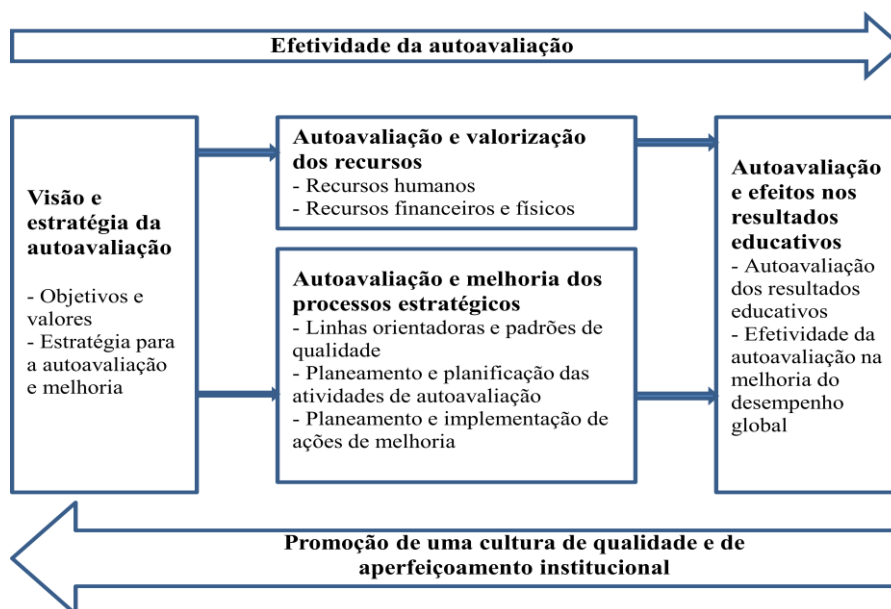 Efetividade da autoavaliação
Visão e
estratégia da
autoavaliação
- Objetivos e
valores
- Estratégia para
a autoavaliação
e melhoria
Autoavaliação e valorização
dos recursos
- Recursos humanos
- Recursos financeiros e físicos
Autoavaliação e melhoria dos
processos estratégicos
- Linhas orientadoras e padrões de
qualidade
- Planeamento e planificação das
atividades de autoavaliação
- Planeamento e implementação de
ações de melhoria
Autoavaliação
e efeitos nos
resultados
educativos
- Autoavaliação
dos resultados
educativos
- Efetividade da
autoavaliação na
melhoria do
desempenho
global
Promoção de uma cultura de qualidade e de
aperfeiçoamento institucional